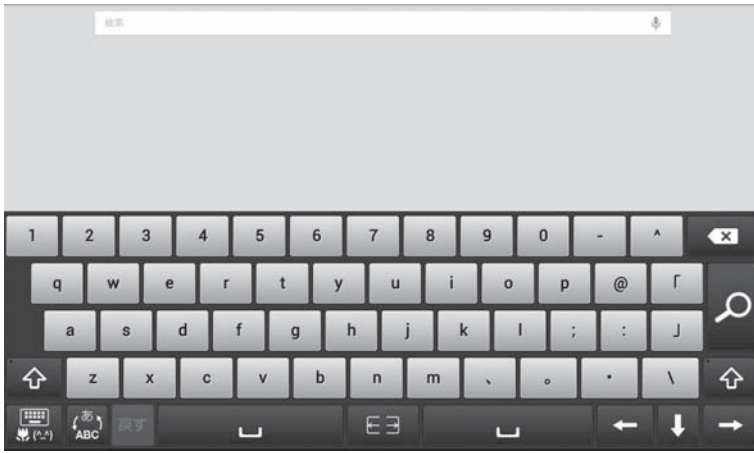 検索
1 2 3 4 5 6 7 8 9 0 - ^
q w e r t y u i o p @ 「
a s d f g h j k l ; : 」
z x c v b n m 、 。 ・ \
(^_^) あ ABC 戻す